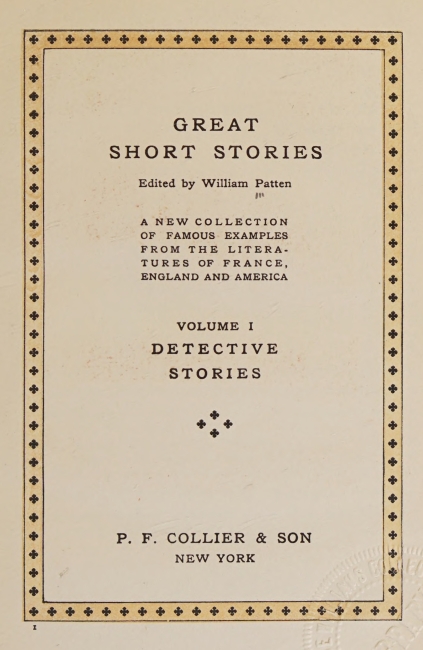 GREAT
SHORT STORIES
Edited by William Patten
A NEW COLLECTION
OF FAMOUS EXAMPLES
FROM THE LITERA-
TURES OF FRANCE,
ENGLAND AND AMERICA
VOLUME I
DETECTIVE
STORIES
P. F. COLLIER & SON
NEW YORK
I